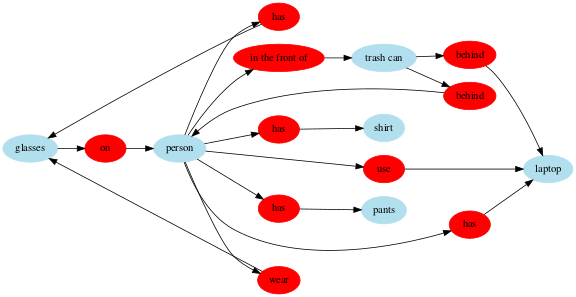 has
in the front of
trash can
behind
behind
has
shirt
glasses
on
person
use
laptop
has
pants
has
wear